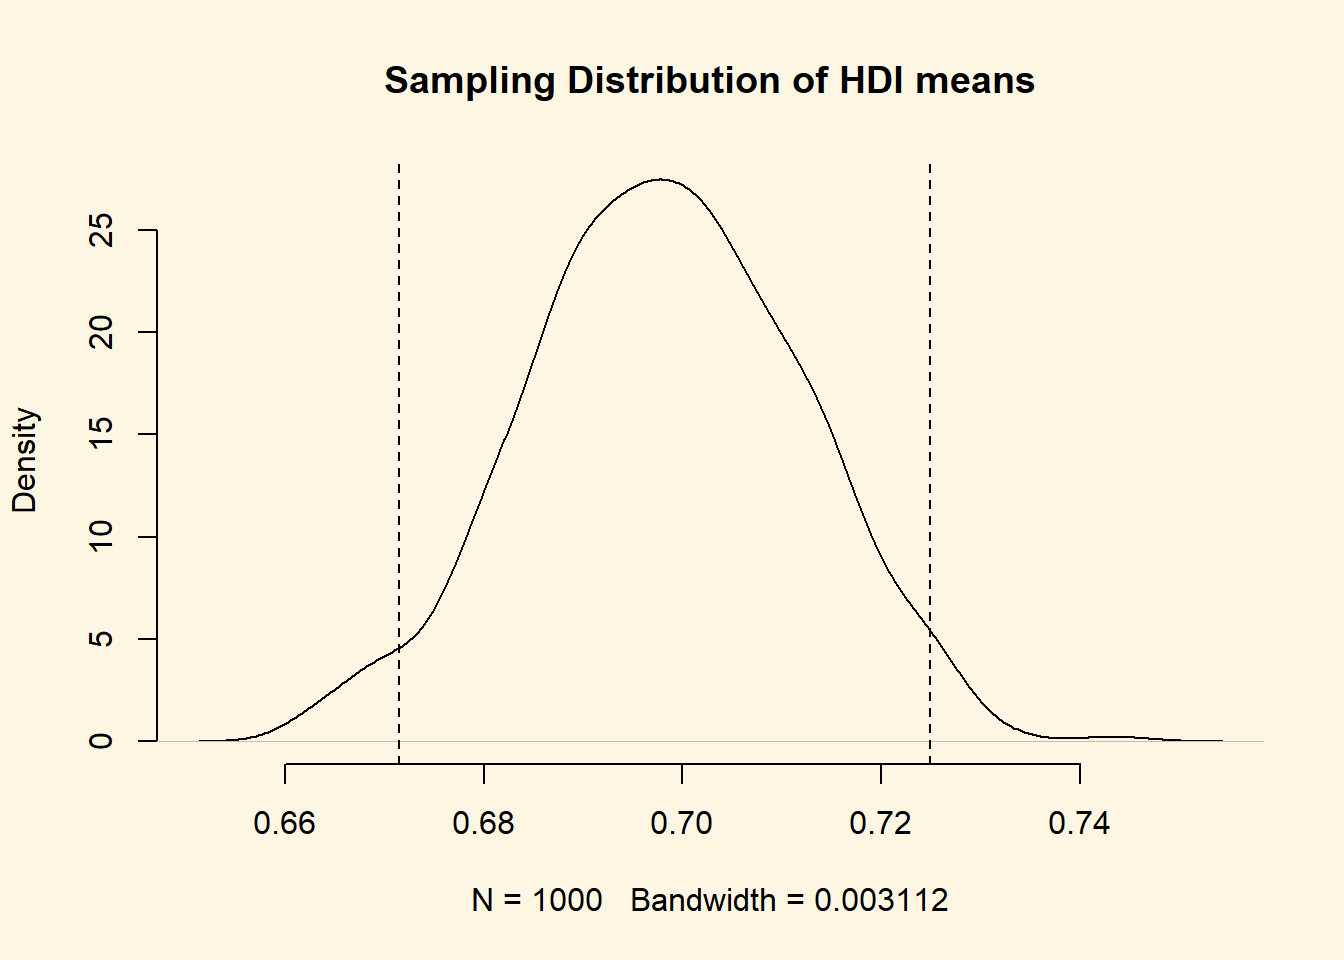 Sampling Distribution of HDI means
Density
25
20
15
10
5
0
0.66 0.68 0.70 0.72 0.74
N = 1000 Bandwidth = 0.003112